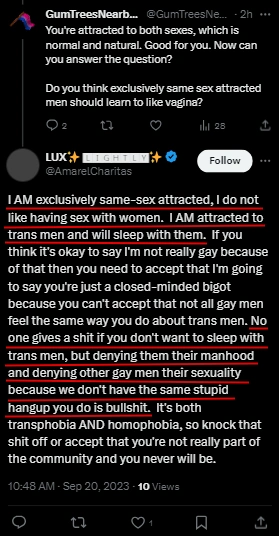 GumTreesNearb... @GumTreesNe... · 2h ···
You're attracted to both sexes, which is
normal and natural. Good for you. Now can
you answer the question?
Do you think exclusively same sex attracted
men should learn to like vagina?
2 28
LUX✨ LIGHTLY ✨
@AmarelCharitas
Follow ···
I AM exclusively same-sex attracted, I do not
like having sex with women. I AM attracted to
trans men and will sleep with them. If you
think it's okay to say I'm not really gay because
of that then you need to accept that I'm going
to say you're just a closed-minded bigot
because you can't accept that not all gay men
feel the same way you do about trans men. No
one gives a shit if you don't want to sleep with
trans men, but denying them their manhood
and denying other gay men their sexuality
because we don't have the same stupid
hangup you do is bullshit. It's both
transphobia AND homophobia, so knock that
shit off or accept that you're not really part of
the community and you never will be.
10:48 AM · Sep 20, 2023 · 10 Views
1